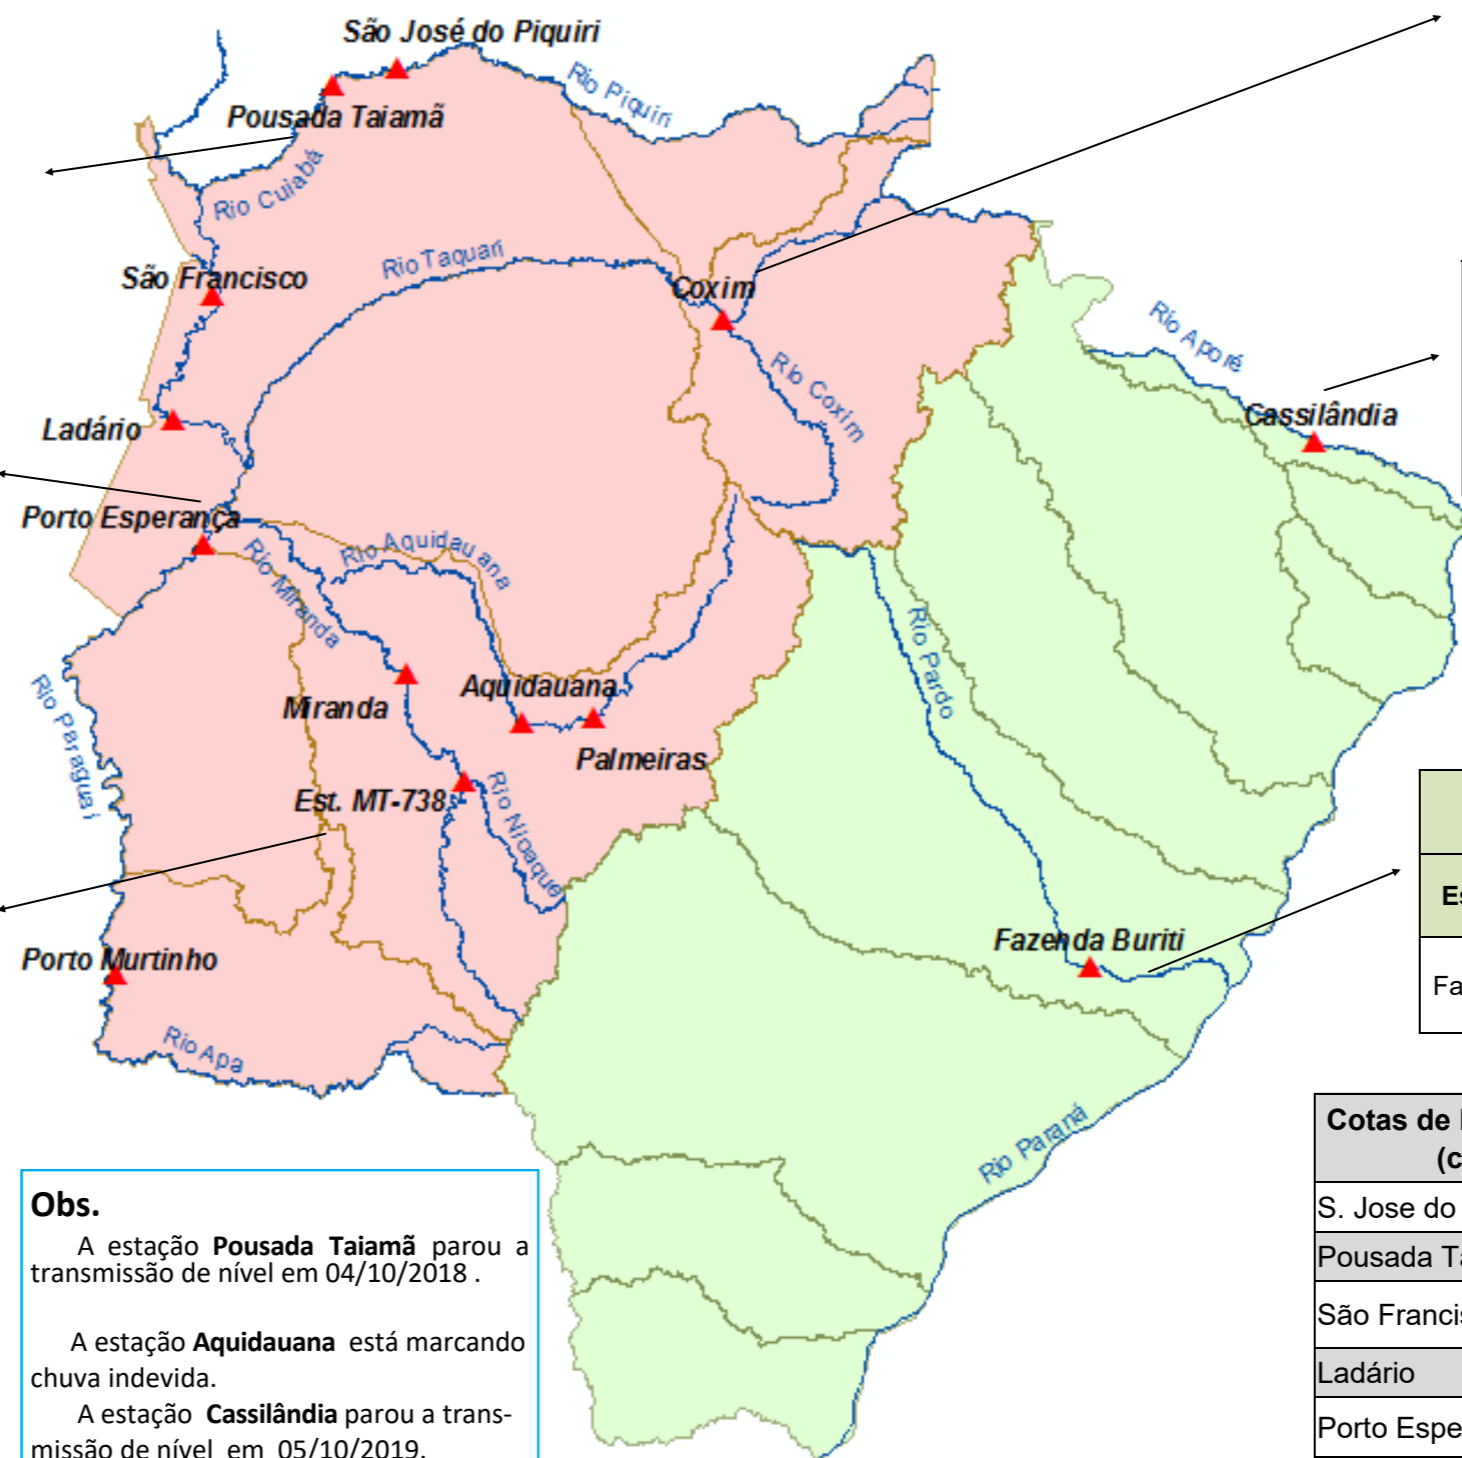 São José do Piquiri
Rio Piquiri
Pousada Taiamã
Rio Cuiabá
Rio Taquari
São Francisco
Coxim
Rio Aporé
Rio Coxim
Cassilândia
Ladário
Porto Esperança
Rio Miranda
Rio Aquidauana
Rio Pardo
Rio Paraguai
Miranda
Aquidauana
Palmeiras
Est. MT-738
Rio Nioaque
Porto Murtinho
Fazenda Buriti
Rio Apa
Rio Paraná
Obs.
A estação Pousada Taiamã parou a
transmissão de nível em 04/10/2018 .
A estação Aquidauana está marcando
chuva indevida.
A estação Cassilândia parou a trans-
missão de nível em 05/10/2019.
Cotas de
S. Jose do
Pousada
São
Ladário
Porto